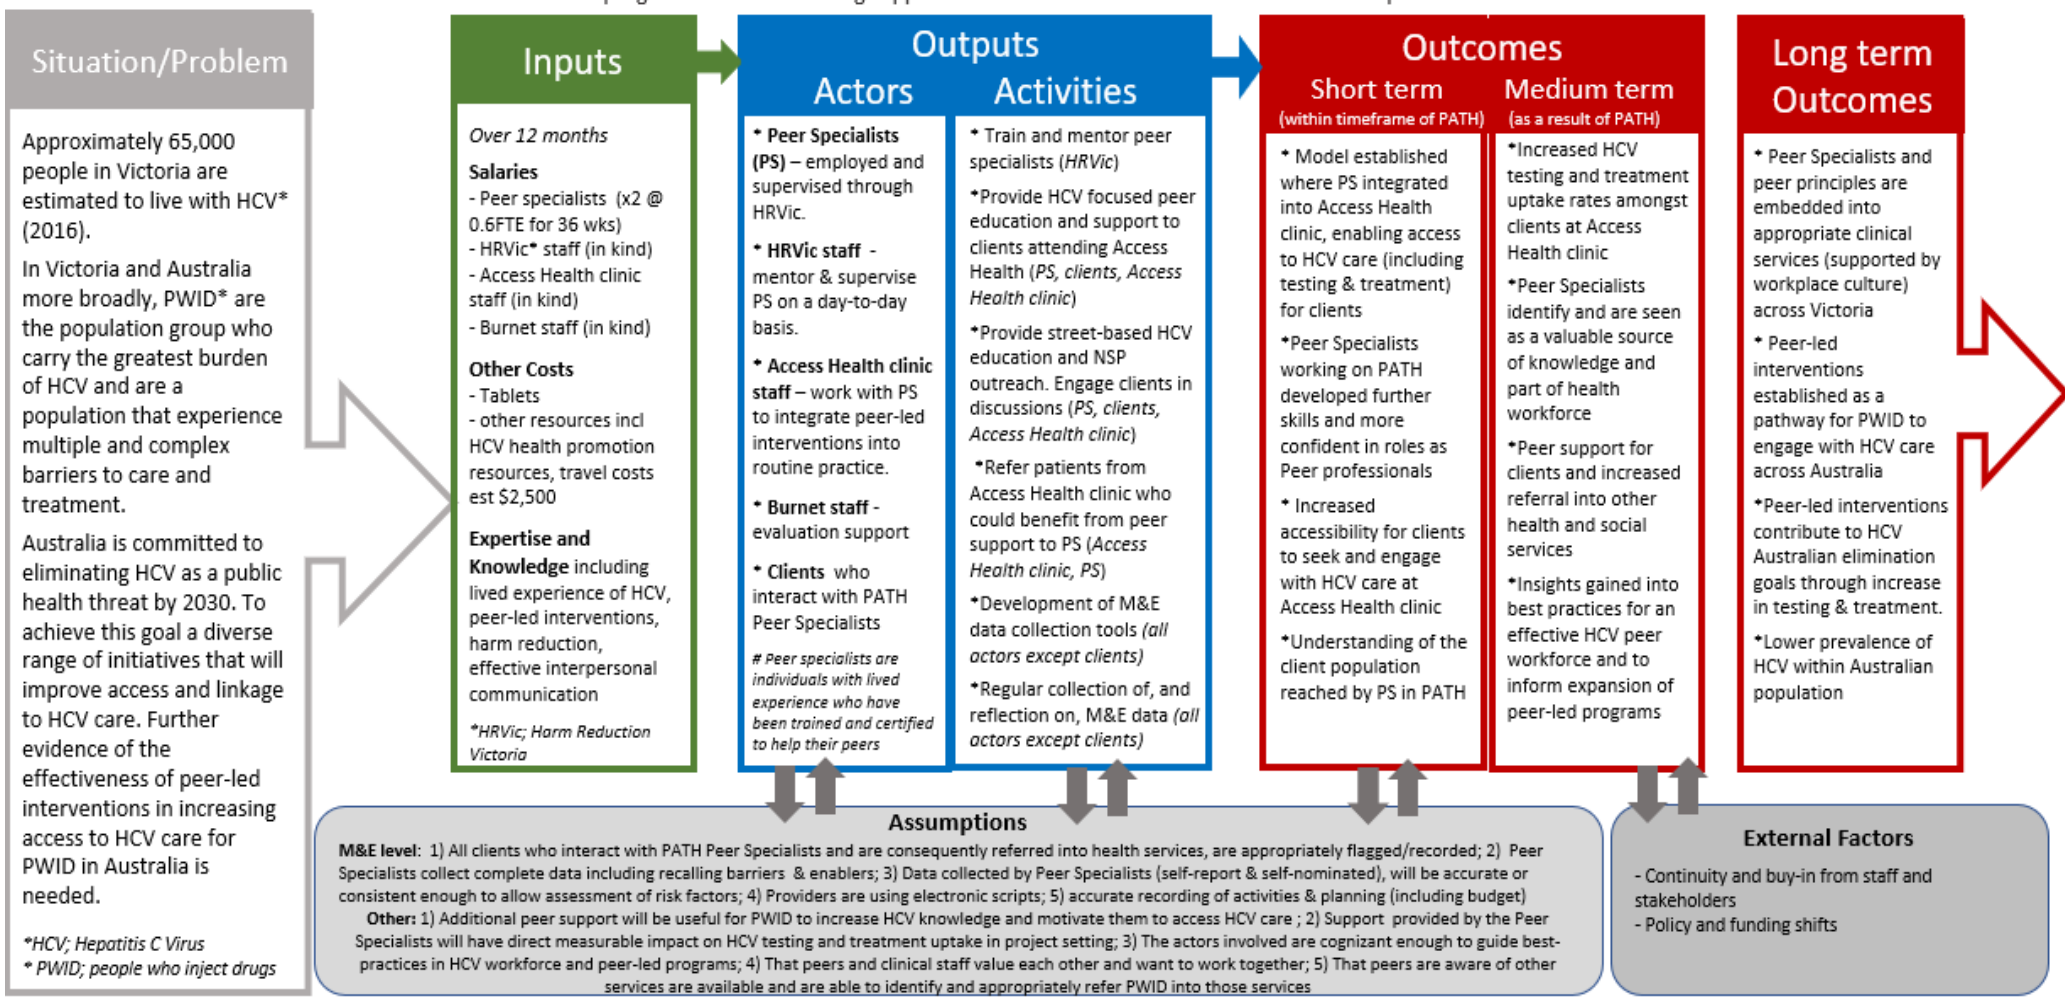 Situation/Problem
Approximately 65,000
people in Victoria are
estimated to live with HCV*
(2016).
In Victoria and Australia
more broadly, PWID* are
the population group who
carry the greatest burden
of HCV and are a
population that experience
multiple and complex
barriers to care and
treatment.
Australia is committed to
eliminating HCV as a public
health threat by 2030. To
achieve this goal a diverse
range of initiatives that will
improve access and linkage
to HCV care. Further
evidence of the
effectiveness of peer-led
interventions in increasing
access to HCV care for
PWID in Australia is
needed.
*HCV; Hepatitis C Virus
* PWID; people who inject drugs
Inputs
Over 12 months
Salaries
- Peer specialists (x2 @
0.6FTE for 36 wks)
- HRVic* staff (in kind)
- Access Health clinic
staff (in kind)
- Burnet staff (in kind)
Other Costs
- Tablets
- other resources incl
HCV health promotion
resources, travel costs
est $2,500
Expertise and
Knowledge including
lived experience of HCV,
peer-led interventions,
harm reduction,
effective interpersonal
communication
*HRVic; Harm Reduction
Victoria
Outputs
Actors
* Peer Specialists
(PS) – employed and
supervised through
HRVic.
* HRVic staff -
mentor & supervise
PS on a day-to-day
basis.
* Access Health clinic
staff – work with PS
to integrate peer-led
interventions into
routine practice.
* Burnet staff -
evaluation support
* Clients who
interact with PATH
Peer Specialists
# Peer specialists are
individuals with lived
experience who have
been trained and certified
to help their peers
Activities
* Train and mentor peer
specialists (HRVic)
*Provide HCV focused peer
education and support to
clients attending Access
Health (PS, clients, Access
Health clinic)
*Provide street-based HCV
education and NSP
outreach. Engage clients in
discussions (PS, clients,
Access Health clinic)
*Refer patients from
Access Health clinic who
could benefit from peer
support to PS (Access
Health clinic, PS)
*Development of M&E
data collection tools (all
actors except clients)
*Regular collection of, and
reflection on, M&E data (all
actors except clients)
Outcomes
Short term
(within timeframe of PATH)
* Model established
where PS integrated
into Access Health
clinic, enabling access
to HCV care (including
testing & treatment)
for clients
*Peer Specialists
working on PATH
developed further
skills and more
confident in roles as
Peer professionals
* Increased
accessibility for clients
to seek and engage
with HCV care at
Access Health clinic
*Understanding of the
client population
reached by PS in PATH
Medium term
(as a result of PATH)
*Increased HCV
testing and treatment
uptake rates amongst
clients at Access
Health clinic
*Peer Specialists
identify and are seen
as a valuable source
of knowledge and
part of health
workforce
*Peer support for
clients and increased
referral into other
health and social
services
*Insights gained into
best practices for an
effective HCV peer
workforce and to
inform expansion of
peer-led programs
Long term
Outcomes
* Peer Specialists and
peer principles are
embedded into
appropriate clinical
services (supported by
workplace culture)
across Victoria
* Peer-led
interventions
established as a
pathway for PWID to
engage with HCV care
across Australia
*Peer-led interventions
contribute to HCV
Australian elimination
goals through increase
in testing & treatment.
*Lower prevalence of
HCV within Australian
population
Assumptions
M&E level: 1) All clients who interact with PATH Peer Specialists and are consequently referred into health services, are appropriately flagged/recorded; 2) Peer
Specialists collect complete data including recalling barriers & enablers; 3) Data collected by Peer Specialists (self-report & self-nominated), will be accurate or
consistent enough to allow assessment of risk factors; 4) Providers are using electronic scripts; 5) accurate recording of activities & planning (including budget)
Other: 1) Additional peer support will be useful for PWID to increase HCV knowledge and motivate them to access HCV care ; 2) Support provided by the Peer
Specialists will have direct measurable impact on HCV testing and treatment uptake in project setting; 3) The actors involved are cognizant enough to guide best-
practices in HCV workforce and peer-led programs; 4) That peers and clinical staff value each other and want to work together; 5) That peers are aware of other
services are available and are able to identify and appropriately refer PWID into those services
External Factors
- Continuity and buy-in from staff and
stakeholders
- Policy and funding shifts